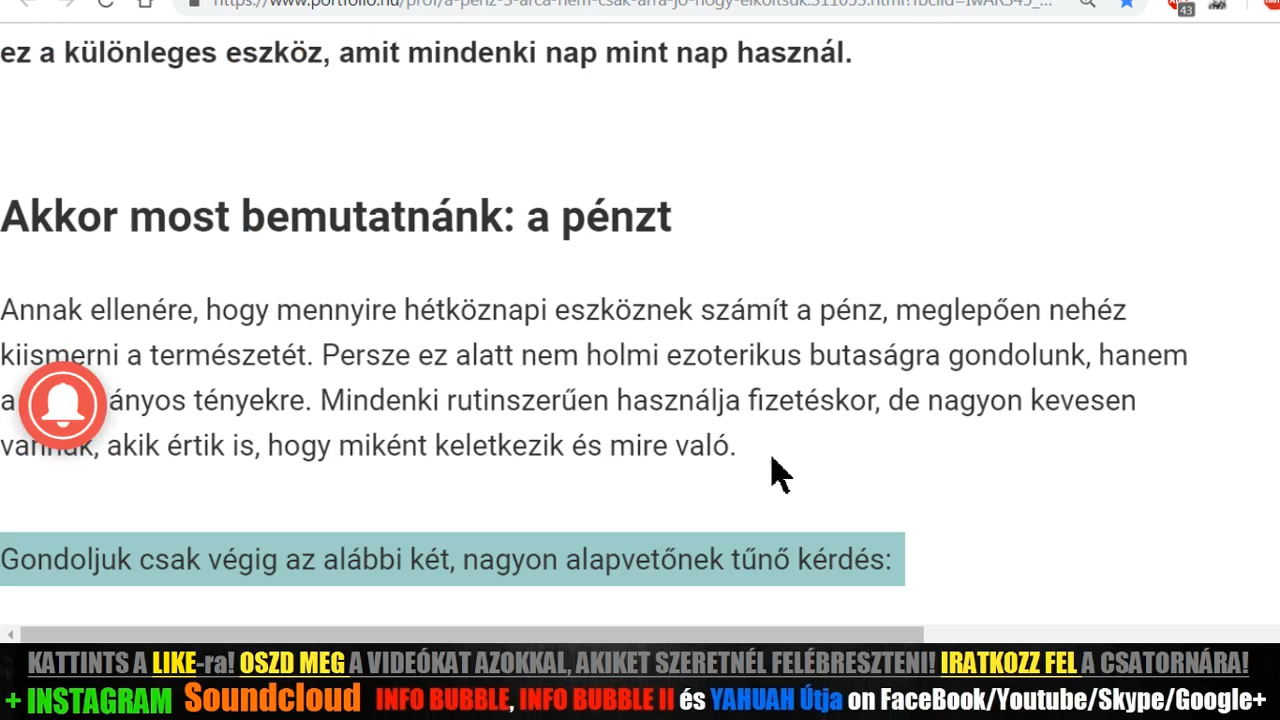 ez a különleges eszköz, amit mindenki nap mint nap használ.
Akkor most bemutatnánk: a pénzt
Annak ellenére, hogy mennyire hétköznapi eszköznek számít a pénz, meglepően nehéz
kiismerni a természetét. Persze ez alatt nem holmi ezoterikus butaságra gondolunk, hanem
a ányos tényekre. Mindenki rutinszerűen használja fizetéskor, de nagyon kevesen
vannak, akik értik is, hogy miként keletkezik és mire való.
Gondoljuk csak végig az alábbi két, nagyon alapvetőnek tűnő kérdés:
KATTINTS A LIKE-ra! OSZD MEG A VIDEÓKAT AZOKKAL, AKIKET SZERETNÉL FELÉBRESZTENI! IRATKOZZ FEL A CSATORNÁRA!
+ INSTAGRAM Soundcloud INFO BUBBLE, INFO BUBBLE II és YAHUAH Útja on FaceBook/Youtube/Skype/Google+